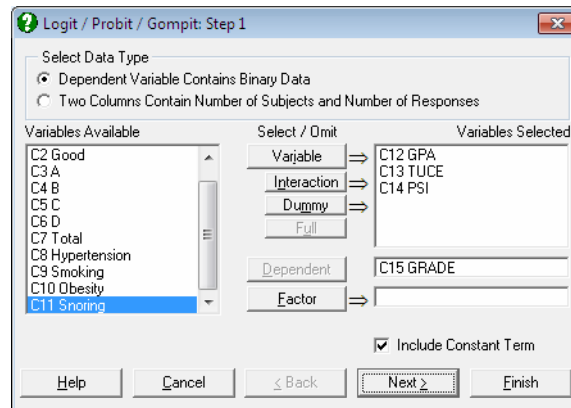 Logit / Probit / Gompit: Step 1
Select Data Type
Dependent Variable Contains Binary Data
Two Columns Contain Number of Subjects and Number of Responses
Variables Available
Select / Omit
Variables Selected
C2 Good
C3 A
C4 B
C5 C
C6 D
C7 Total
C8 Hypertension
C9 Smoking
C10 Obesity
C11 Snoring
Variable
Interaction
Dummy
Full
Dependent
Factor
C12 GPA
C13 TUCE
C14 PSI
C15 GRADE
Include Constant Term
Help
Cancel
< Back
Next >
Finish